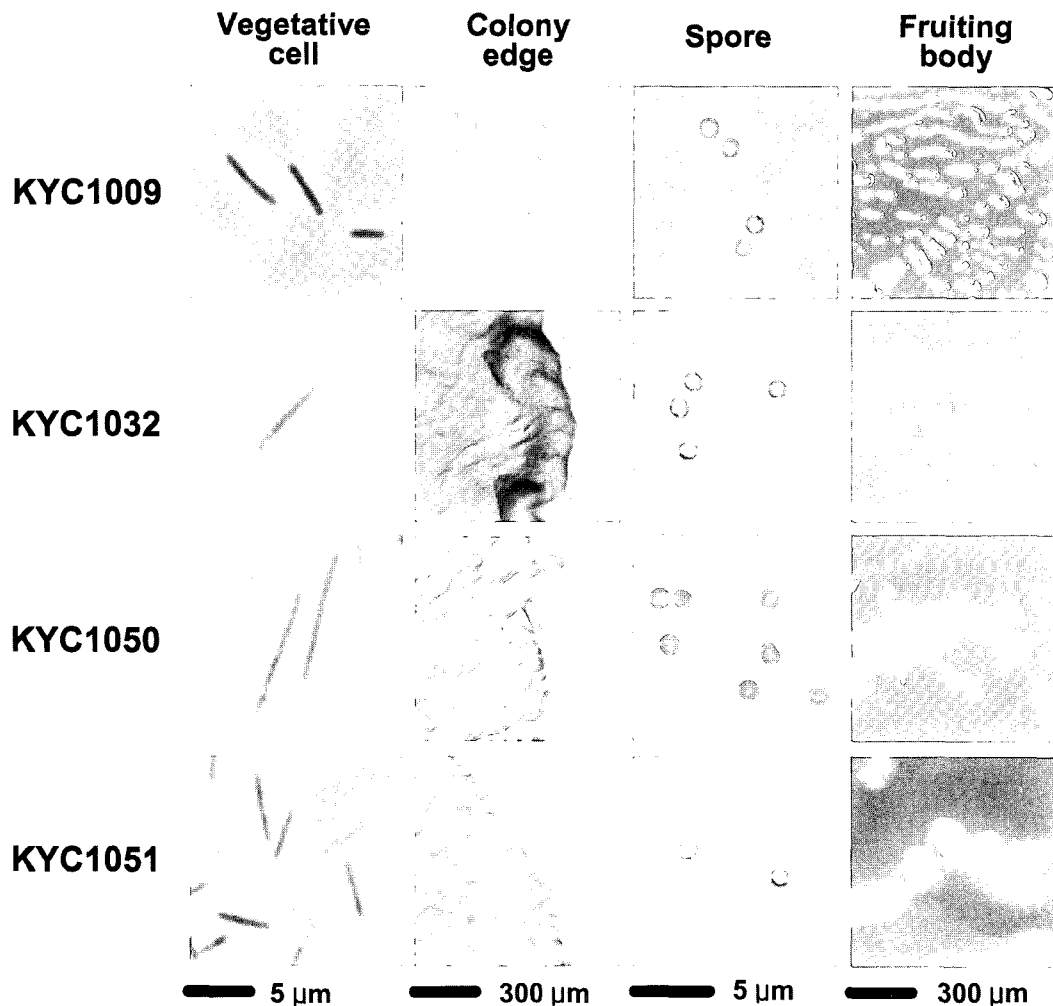 Vegetative
cell
Colony
edge
Spore
Fruiting
body
KYC1009
KYC1032
KYC1050
KYC1051
5 µm
300 µm
5 µm
300 µm